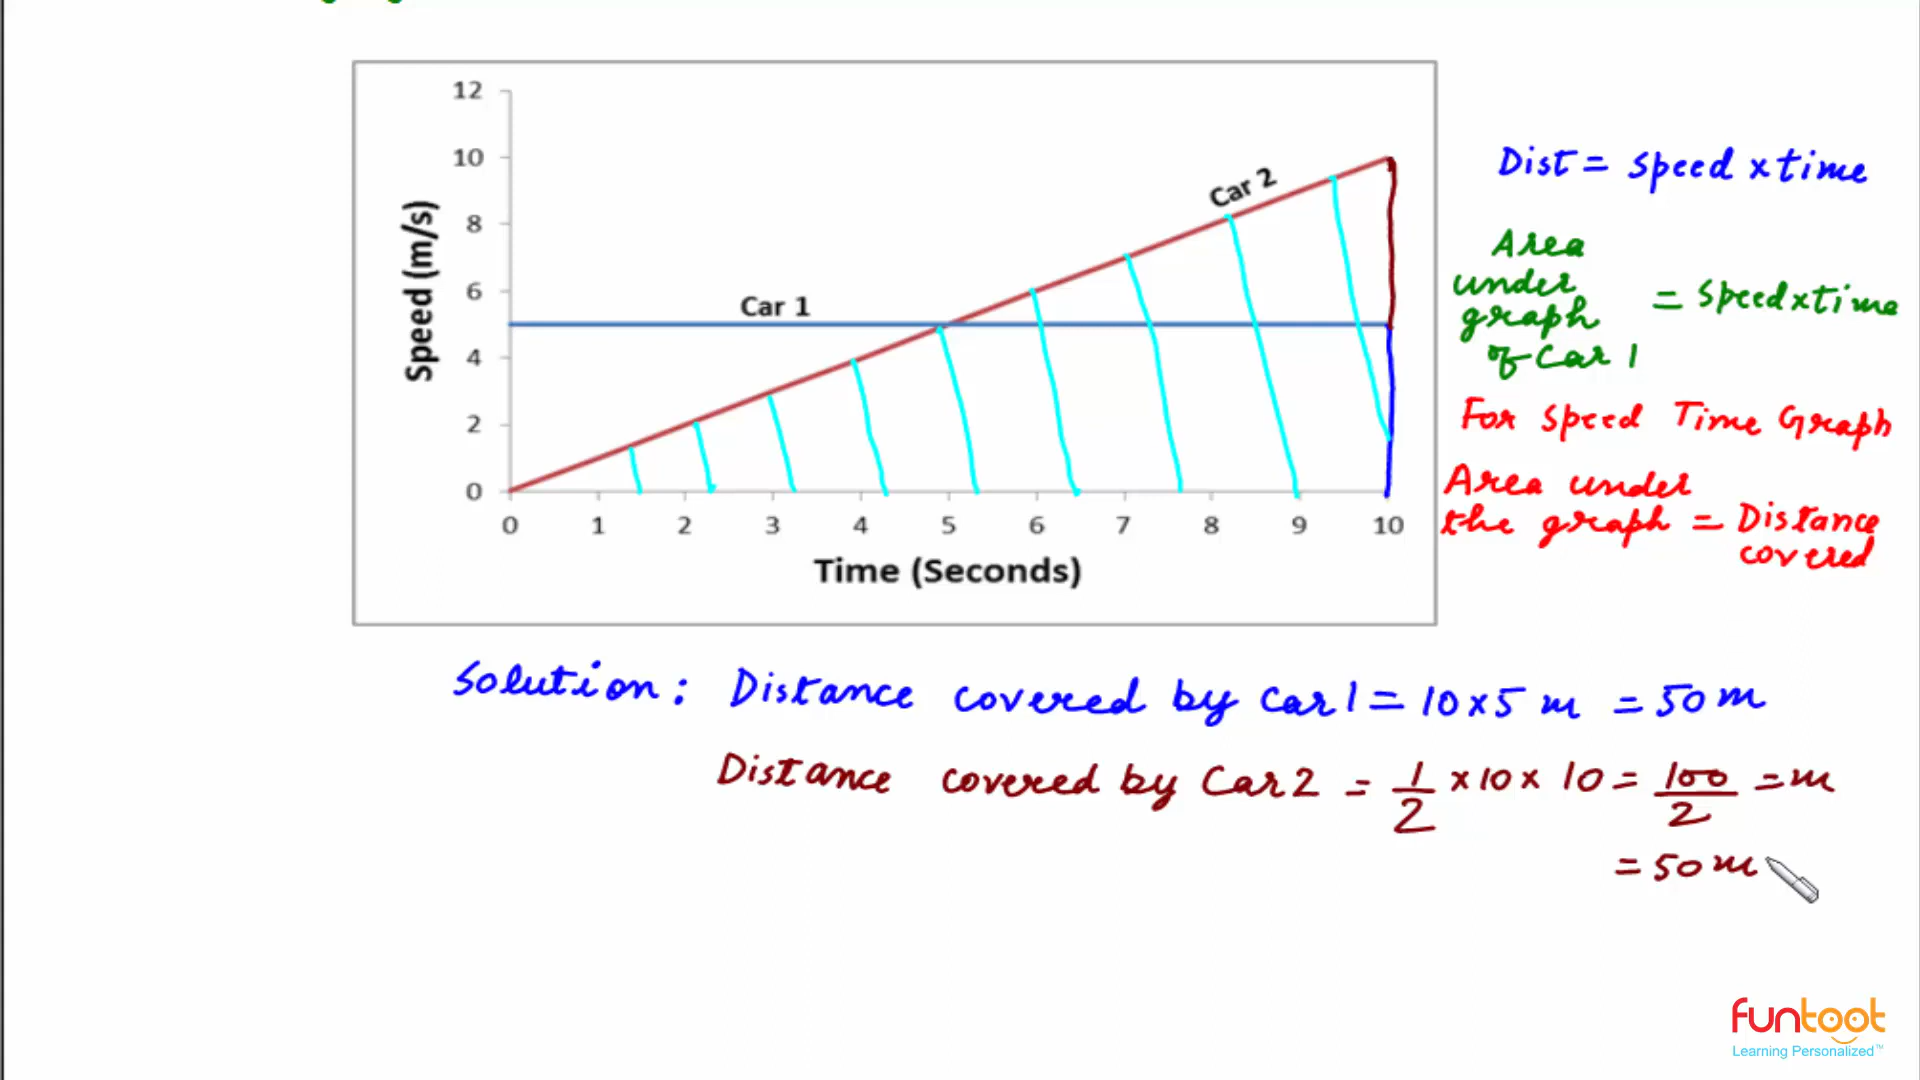 12
10
8
6
4
2
0
Speed (m/s)
Car 1
Car 2
0 1 2 3 4 5 6 7 8 9 10
Time (Seconds)
Dist = speed x time
Area
under
graph
of Car 1
= speed x time
For speed Time Graph
Area under
the graph = Distance
covered
Solution : Distance covered by Car 1 = 10 x 5 m = 50 m
Distance covered by Car 2 = 1/2 x 10 x 10 = 100/2 = m
= 50 m
funtoot
Learning Personalized™